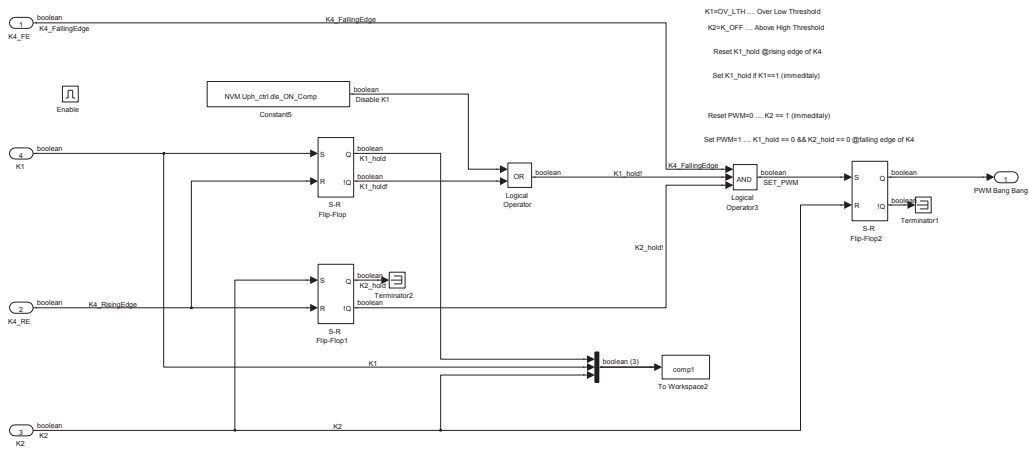 K1=OV_LTH .... Over Low Threshold
1
K4_FallingEdge
K4_FE
K4_FallingEdge
K2=K_OFF .... Above High Threshold
Reset K1_hold @rising edge of K4
Set K1_hold if K1==1 (immeditaly)
Enable
NVM.Uph_ctrl.dis_ON_Comp
boolean
Disable K1
Constant5
Reset PWM=0 .... K2 == 1 (immeditaly)
Set PWM=1 .... K1_hold == 0 && K2_hold == 0 @falling edge of K4
4
boolean
K1
S
Q
boolean
K1_hold
R
!Q
boolean
K1_hold!
S-R
Flip-Flop
OR
boolean
Logical
Operator
K1_hold!
K4_FallingEdge
AND
boolean
SET_PWM
Logical
Operator3
S
Q
boolean
1
PWM Bang Bang
R
!Q
boolean
Terminator1
S-R
Flip-Flop2
K2_hold!
S
Q
boolean
K2_hold
Terminator2
2
boolean
K4_RisingEdge
K4_RE
R
!Q
boolean
S-R
Flip-Flop1
K1
boolean (3)
comp1
To Workspace2
3
boolean
K2
K2
K2